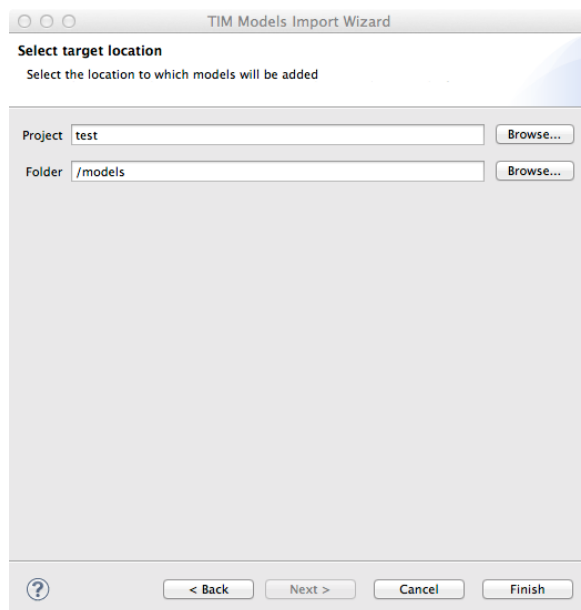 TIM Models Import Wizard
Select target location
Select the location to which models will be added
Project test Browse...
Folder /models Browse...
? < Back Next > Cancel Finish